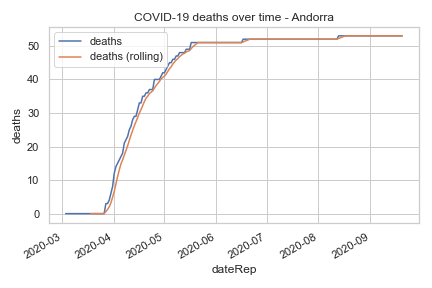 COVID-19 deaths over time - Andorra
deaths
deaths (rolling)
50
40
30
20
10
0
deaths
2020-03
2020-04
2020-05
2020-06
2020-07
2020-08
2020-09
dateRep